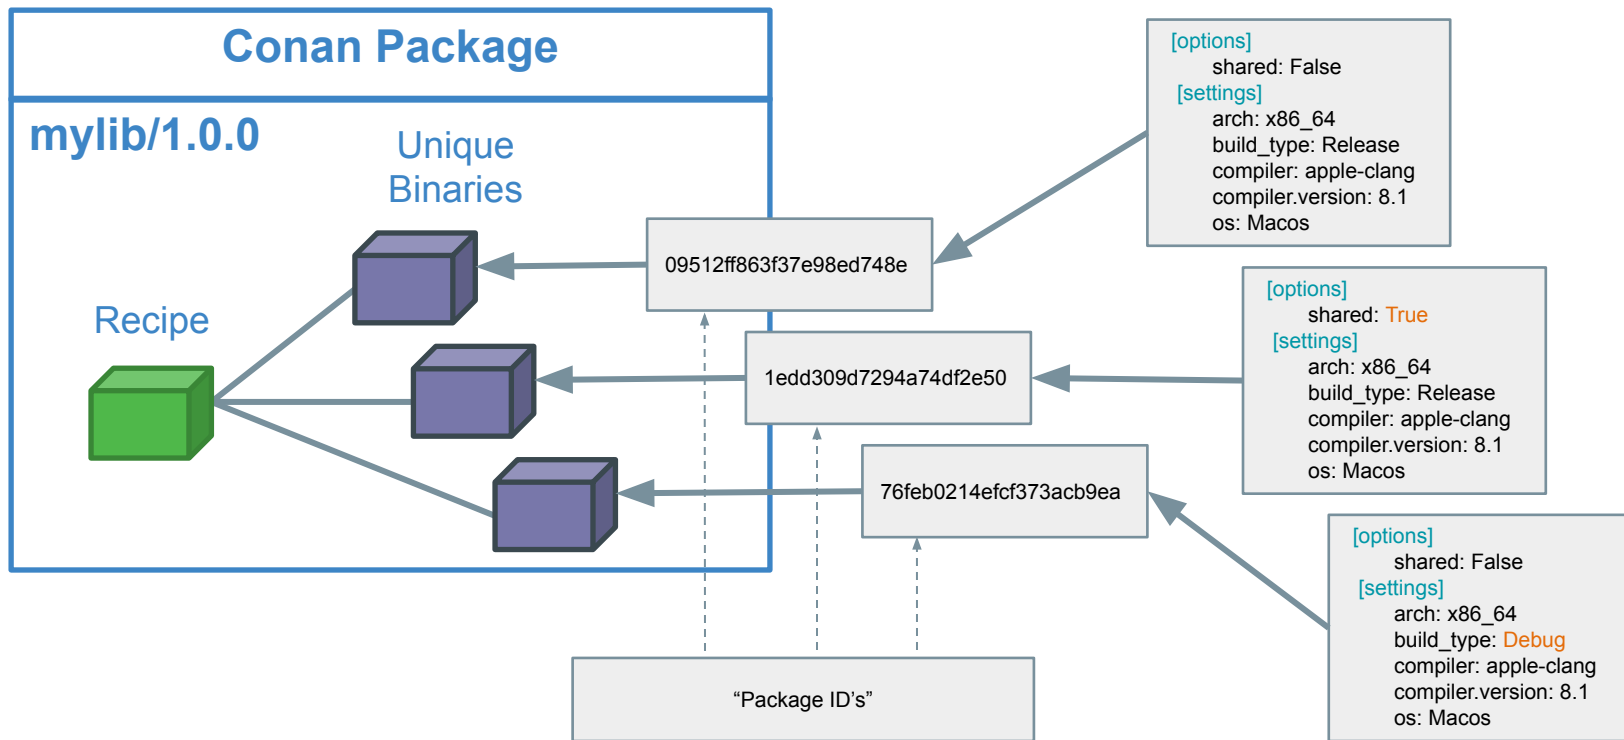 Conan Package
mylib/1.0.0
Unique
Binaries
Recipe
09512ff863f37e98ed748e
1edd309d7294a74df2e50
76feb0214efcf373acb9ea
“Package ID’s”
[options]
shared: False
[settings]
arch: x86_64
build_type: Release
compiler: apple-clang
compiler.version: 8.1
os: Macos
[options]
shared: True
[settings]
arch: x86_64
build_type: Release
compiler: apple-clang
compiler.version: 8.1
os: Macos
[options]
shared: False
[settings]
arch: x86_64
build_type: Debug
compiler: apple-clang
compiler.version: 8.1
os: Macos